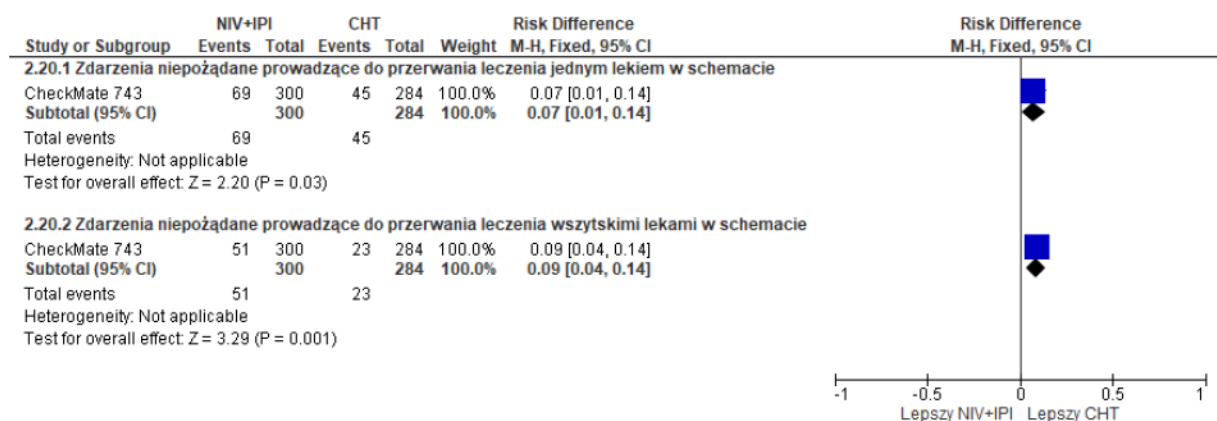 NIV+IPI CHT Risk Difference Risk Difference
Study or Subgroup Events Total Events Total Weight M-H, Fixed, 95% CI M-H, Fixed, 95% CI
2.20.1 Zdarzenia niepożądane prowadzące do przerwania leczenia jednym lekiem w schemacie
CheckMate 743 69 300 45 284 100.0% 0.07 [0.01, 0.14]
Subtotal (95% CI) 300 284 100.0% 0.07 [0.01, 0.14]
Total events 69 45
Heterogeneity: Not applicable
Test for overall effect: Z = 2.20 (P = 0.03)
2.20.2 Zdarzenia niepożądane prowadzące do przerwania leczenia wszytskimi lekami w schemacie
CheckMate 743 51 300 23 284 100.0% 0.09 [0.04, 0.14]
Subtotal (95% CI) 300 284 100.0% 0.09 [0.04, 0.14]
Total events 51 23
Heterogeneity: Not applicable
Test for overall effect: Z = 3.29 (P = 0.001)
-1 -0.5 0 0.5 1
Lepszy NIV+IPI Lepszy CHT